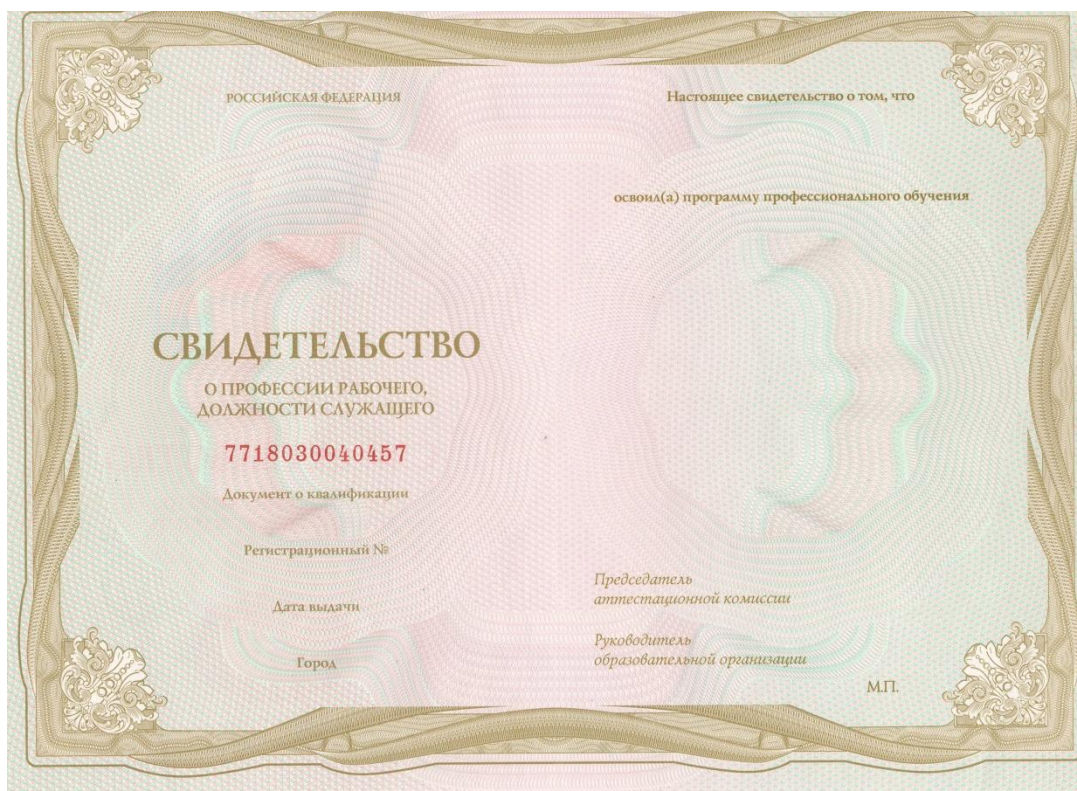 РОССИЙСКАЯ ФЕДЕРАЦИЯ
СВИДЕТЕЛЬСТВО
О ПРОФЕССИИ РАБОЧЕГО,
ДОЛЖНОСТИ СЛУЖАЩЕГО
7718030040457
Документ о квалификации
Регистрационный №
Дата выдачи
Город
Настоящее свидетельство о том, что
освоил(а) программу профессионального обучения
Председатель
аттестационной комиссии
Руководитель
образовательной организации
М.П.